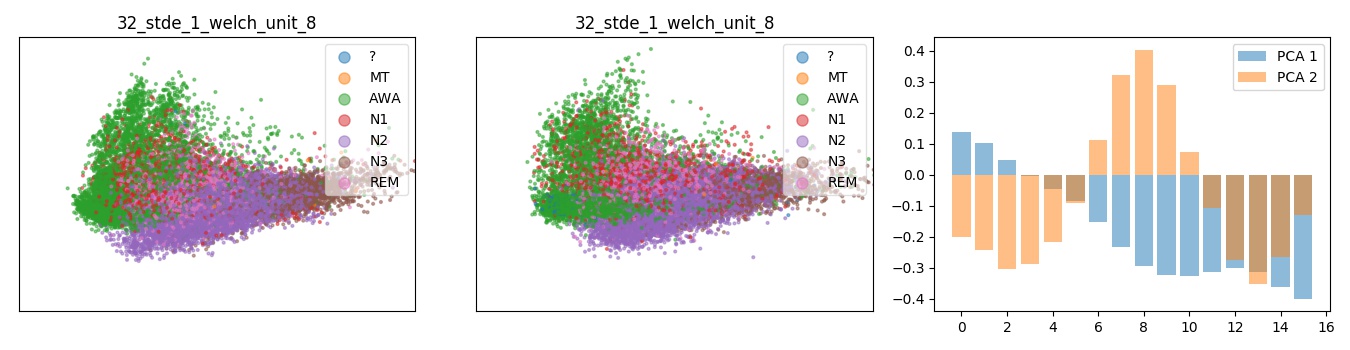 32_stde_1_welch_unit_8
?
MT
AWA
N1
N2
N3
REM
32_stde_1_welch_unit_8
?
MT
AWA
N1
N2
N3
REM
PCA 1
PCA 2
0.4
0.3
0.2
0.1
0.0
−0.1
−0.2
−0.3
−0.4
0 2 4 6 8 10 12 14 16